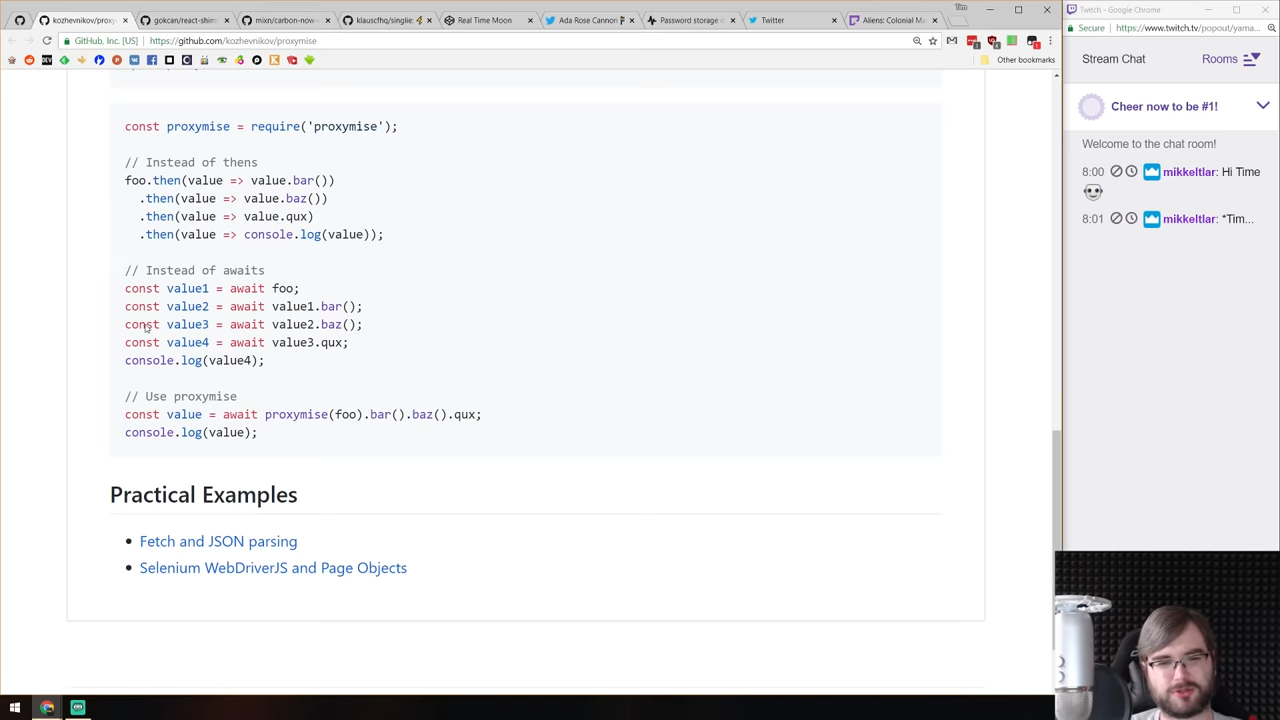 kozhevnikov/proxy
gokcan/react-shim
mixn/carbon-now-
klauscfhq/singlie:
Real Time Moon
Ada Rose Cannon
Password storage
Twitter
Aliens: Colonial Ma
Tim
GitHub, Inc. [US]
https://github.com/kozhevnikov/proxymise
Other bookmarks
const proxymise = require('proxymise');
// Instead of thens
foo.then(value => value.bar())
.then(value => value.baz())
.then(value => value.qux)
.then(value => console.log(value));
// Instead of awaits
const value1 = await foo;
const value2 = await value1.bar();
const value3 = await value2.baz();
const value4 = await value3.qux;
console.log(value4);
// Use proxymise
const value = await proxymise(foo).bar().baz().qux;
console.log(value);
Practical Examples
Fetch and JSON parsing
Selenium WebDriverJS and Page Objects
Twitch - Google Chrome
Secure
https://www.twitch.tv/popout/yama...
Stream Chat
Rooms
Cheer now to be #1!
Welcome to the chat room!
8:00 mikkeltlar: Hi Time
8:01 mikkeltlar: *Tim...